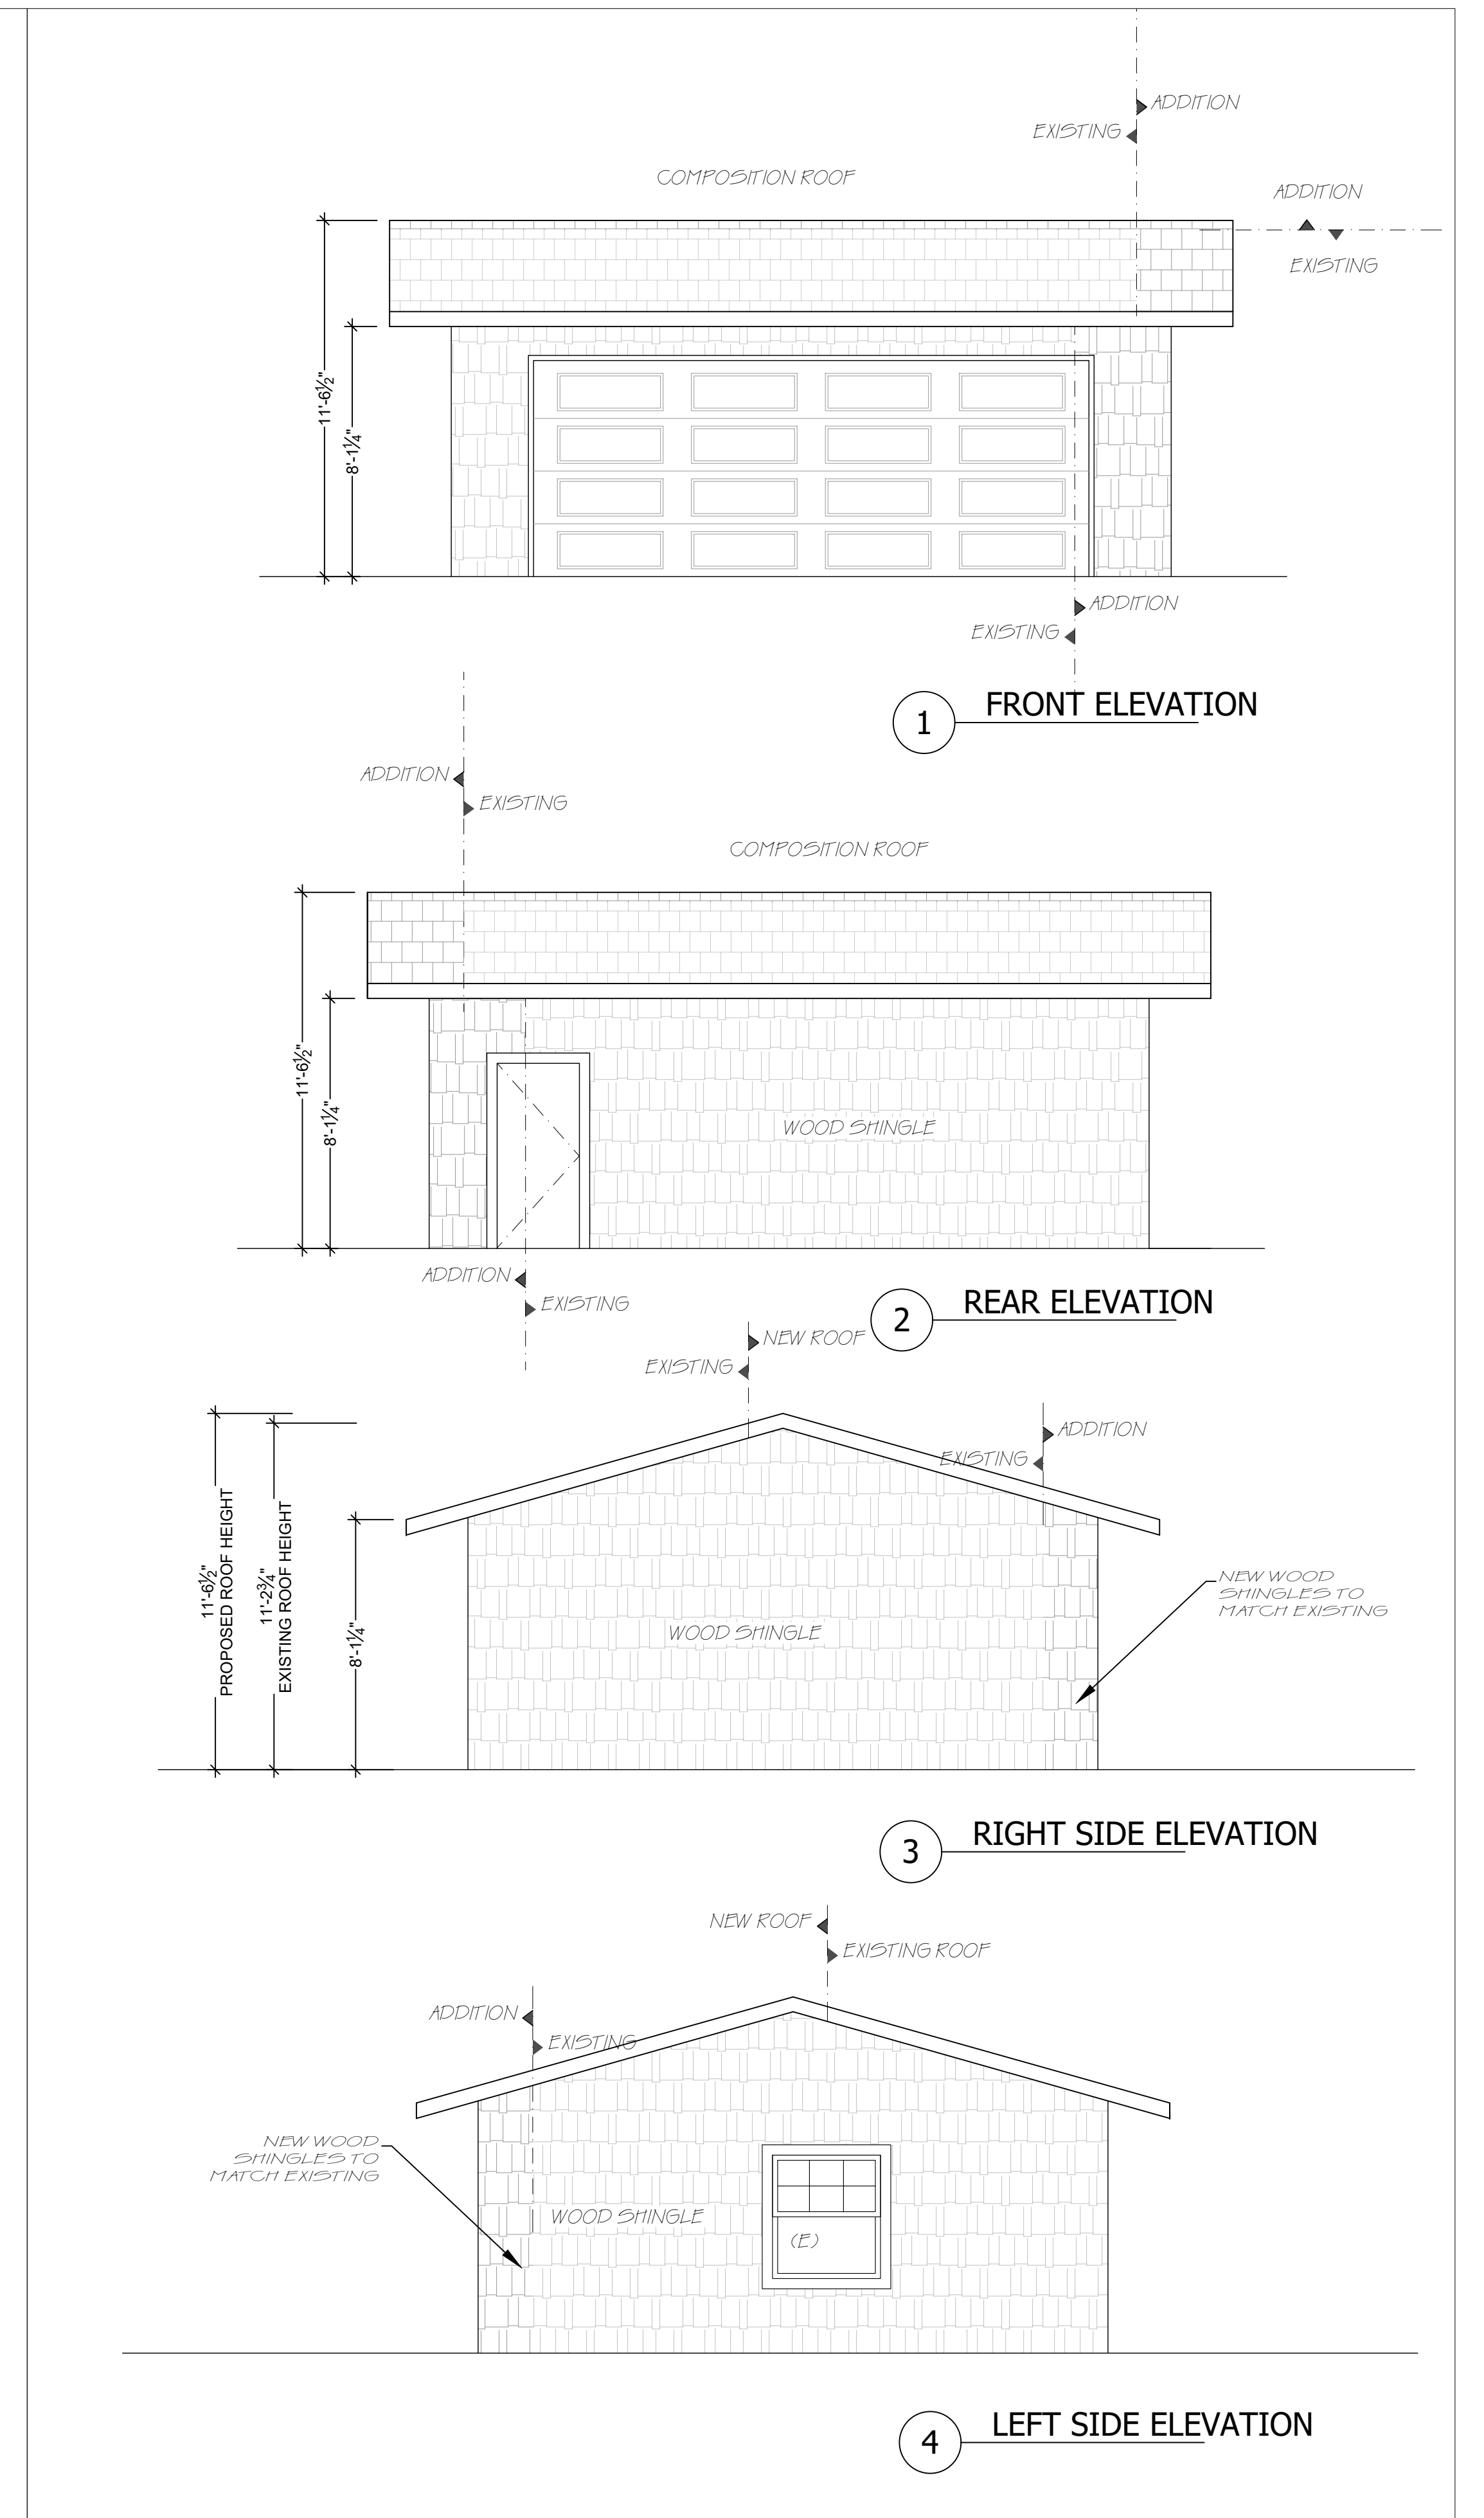 ADDITION
EXISTING
COMPOSITION ROOF
ADDITION
EXISTING
11'-6½"
8'-1¼"
ADDITION
EXISTING
1 FRONT ELEVATION
ADDITION
EXISTING
COMPOSITION ROOF
11'-6½"
8'-1¼"
WOOD SHINGLE
ADDITION
EXISTING
2 REAR ELEVATION
NEW ROOF
EXISTING
ADDITION
EXISTING
11'-6½"
PROPOSED ROOF HEIGHT
11'-2¾"
EXISTING ROOF HEIGHT
8'-1¼"
WOOD SHINGLE
NEW WOOD
SHINGLES TO
MATCH EXISTING
3 RIGHT SIDE ELEVATION
NEW ROOF
EXISTING ROOF
ADDITION
EXISTING
NEW WOOD
SHINGLES TO
MATCH EXISTING
WOOD SHINGLE
(E)
4 LEFT SIDE ELEVATION